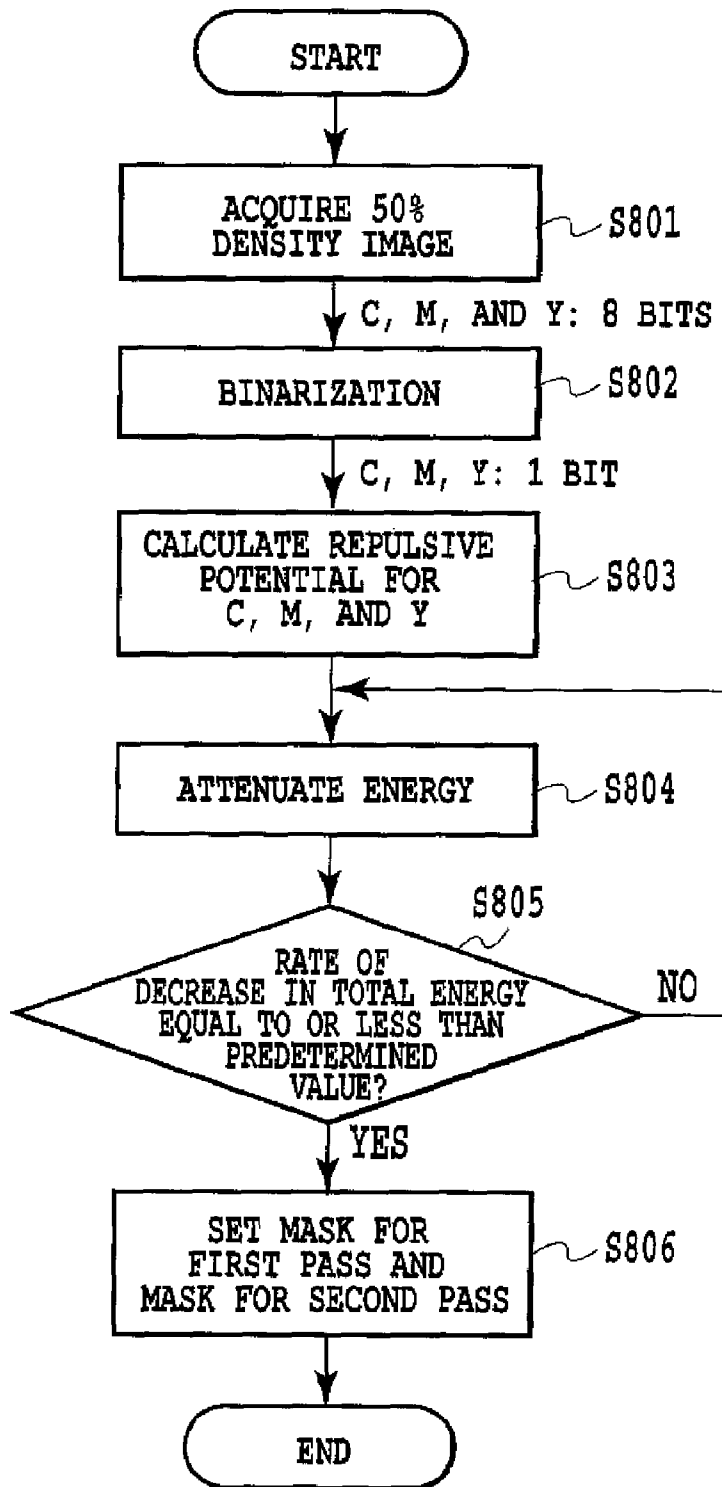 START
ACQUIRE 50%
DENSITY IMAGE
S801
C, M, AND Y: 8 BITS
BINARIZATION
S802
C, M, Y: 1 BIT
CALCULATE REPULSIVE
POTENTIAL FOR
C, M, AND Y
S803
ATTENUATE ENERGY
S804
S805
RATE OF
DECREASE IN TOTAL ENERGY
EQUAL TO OR LESS THAN
PREDETERMINED
VALUE?
NO
YES
SET MASK FOR
FIRST PASS AND
MASK FOR SECOND PASS
S806
END